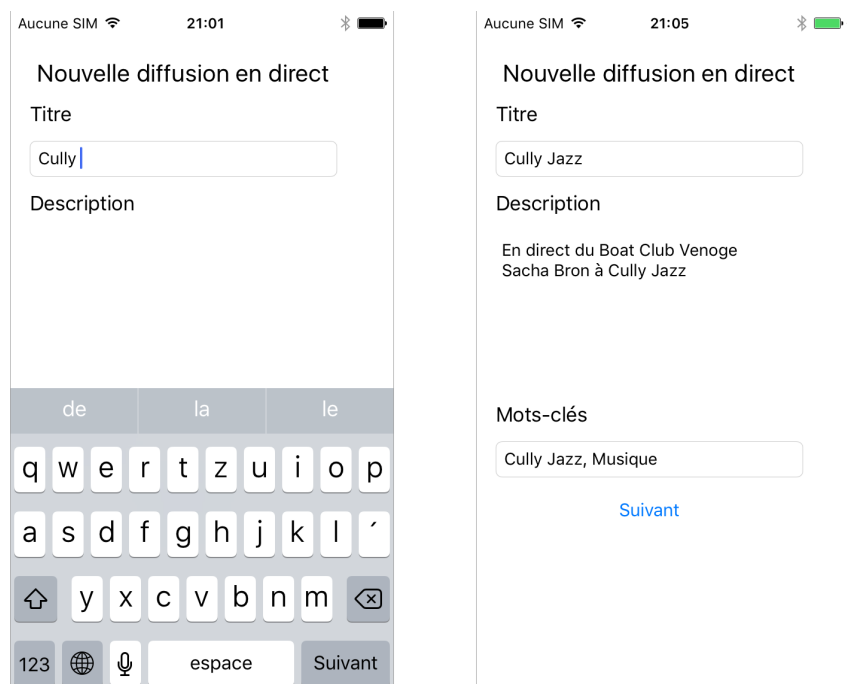 Aucune SIM 21:01
Nouvelle diffusion en direct
Titre
Cully
Description
de la le
q w e r t z u i o p
a s d f g h j k l ´
y x c v b n m
123 espace Suivant
Aucune SIM 21:05
Nouvelle diffusion en direct
Titre
Cully Jazz
Description
En direct du Boat Club Venoge
Sacha Bron à Cully Jazz
Mots-clés
Cully Jazz, Musique
Suivant